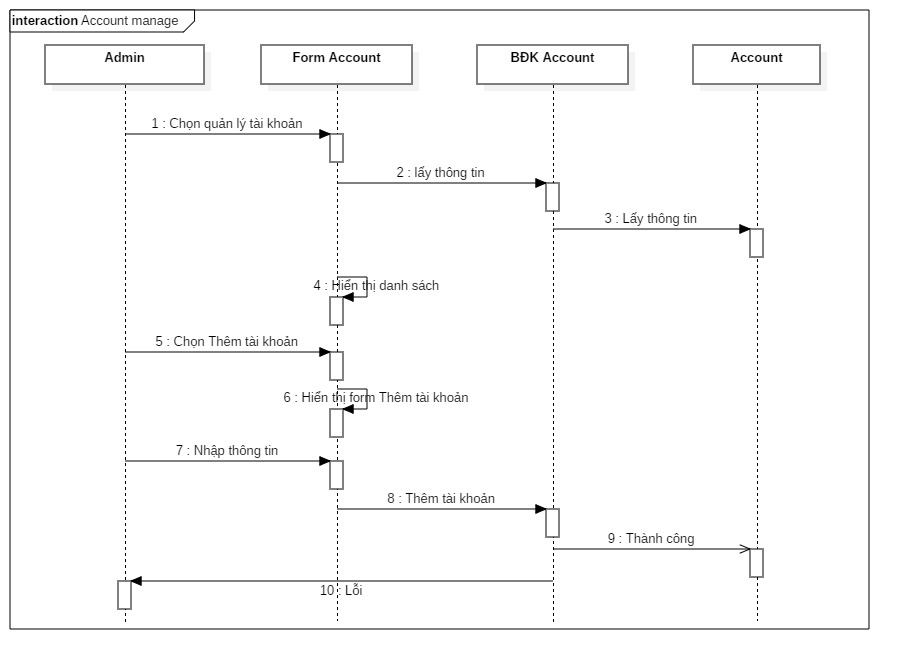 interaction Account manage
Admin
Form Account
BĐK Account
Account
1 : Chọn quản lý tài khoản
2 : lấy thông tin
3 : Lấy thông tin
4 : Hiển thị danh sách
5 : Chọn Thêm tài khoản
6 : Hiển thị form Thêm tài khoản
7 : Nhập thông tin
8 : Thêm tài khoản
9 : Thành công
10 : Lỗi